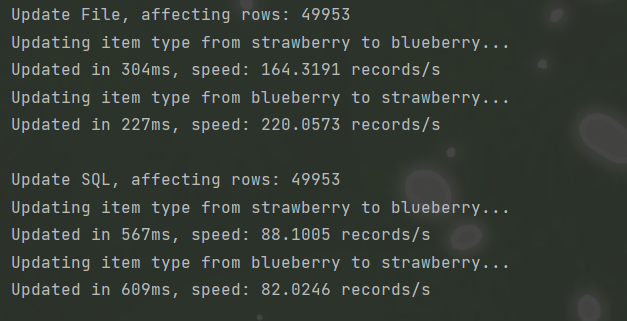 Update File, affecting rows: 49953
Updating item type from strawberry to blueberry...
Updated in 304ms, speed: 164.3191 records/s
Updating item type from blueberry to strawberry...
Updated in 227ms, speed: 220.0573 records/s

Update SQL, affecting rows: 49953
Updating item type from strawberry to blueberry...
Updated in 567ms, speed: 88.1005 records/s
Updating item type from blueberry to strawberry...
Updated in 609ms, speed: 82.0246 records/s